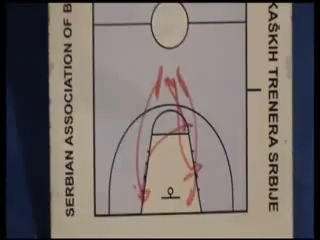 SERBIAN ASSOCIATION OF B
KAŠKIH TRENERA SRBIJE